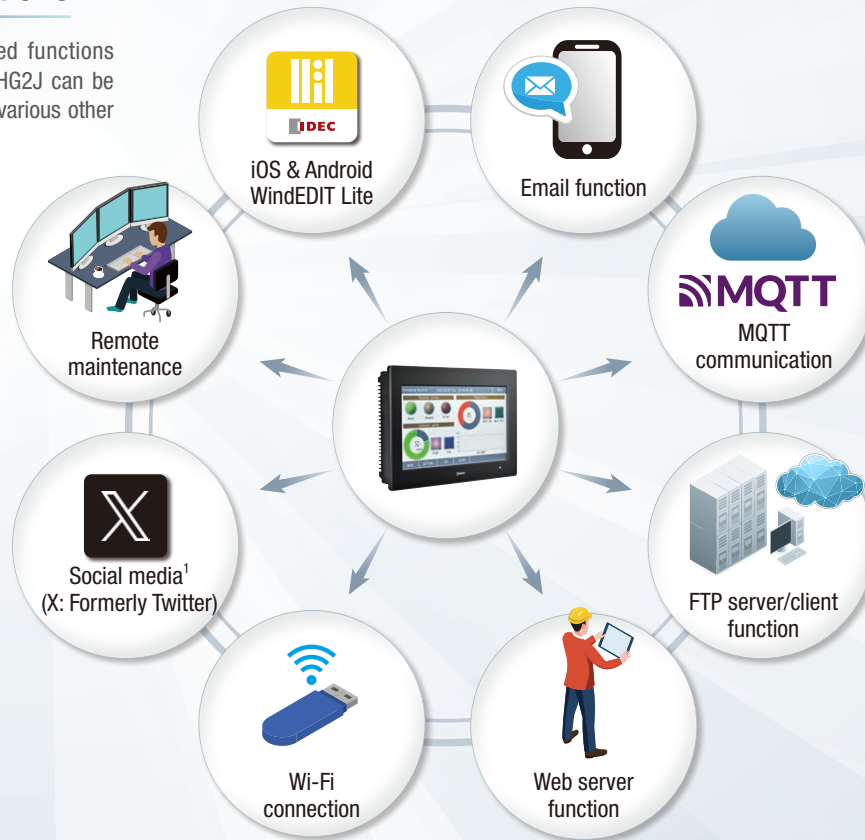 ed functions
HG2J can be
various other
IDEC
iOS & Android
WindEDIT Lite
Email function
Remote
maintenance
MQTT
MQTT
communication
Social media¹
(X: Formerly Twitter)
FTP server/client
function
Wi-Fi
connection
Web server
function